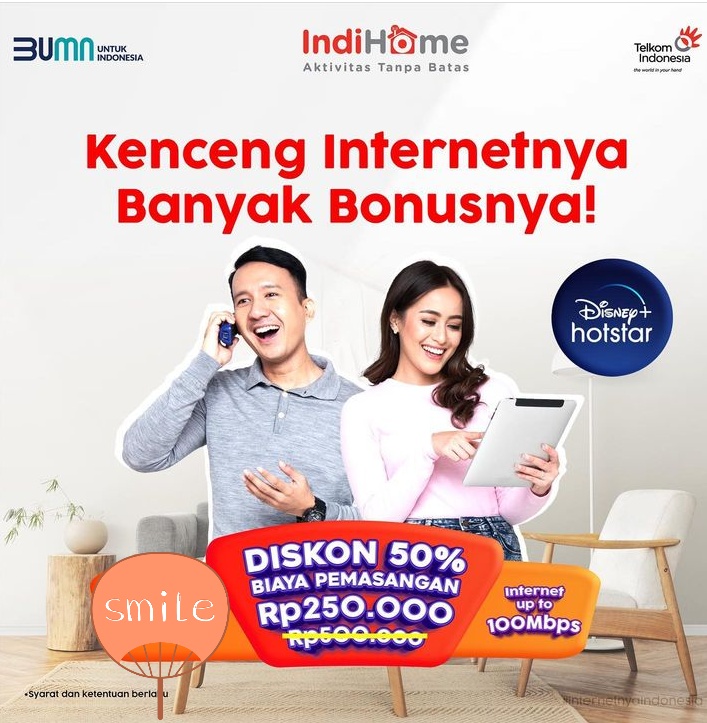 BUMN UNTUK
INDONESIA
IndiHome
Aktivitas Tanpa Batas
Telkom
Indonesia
the world in your hand
Kenceng Internetnya
Banyak Bonusnya!
Disney+
hotstar
DISKON 50%
BIAYA PEMASANGAN
Rp250.000
Rp500.000
Internet
up to
100Mbps
smile
*Syarat dan ketentuan berlaku
#internetnyaindonesia